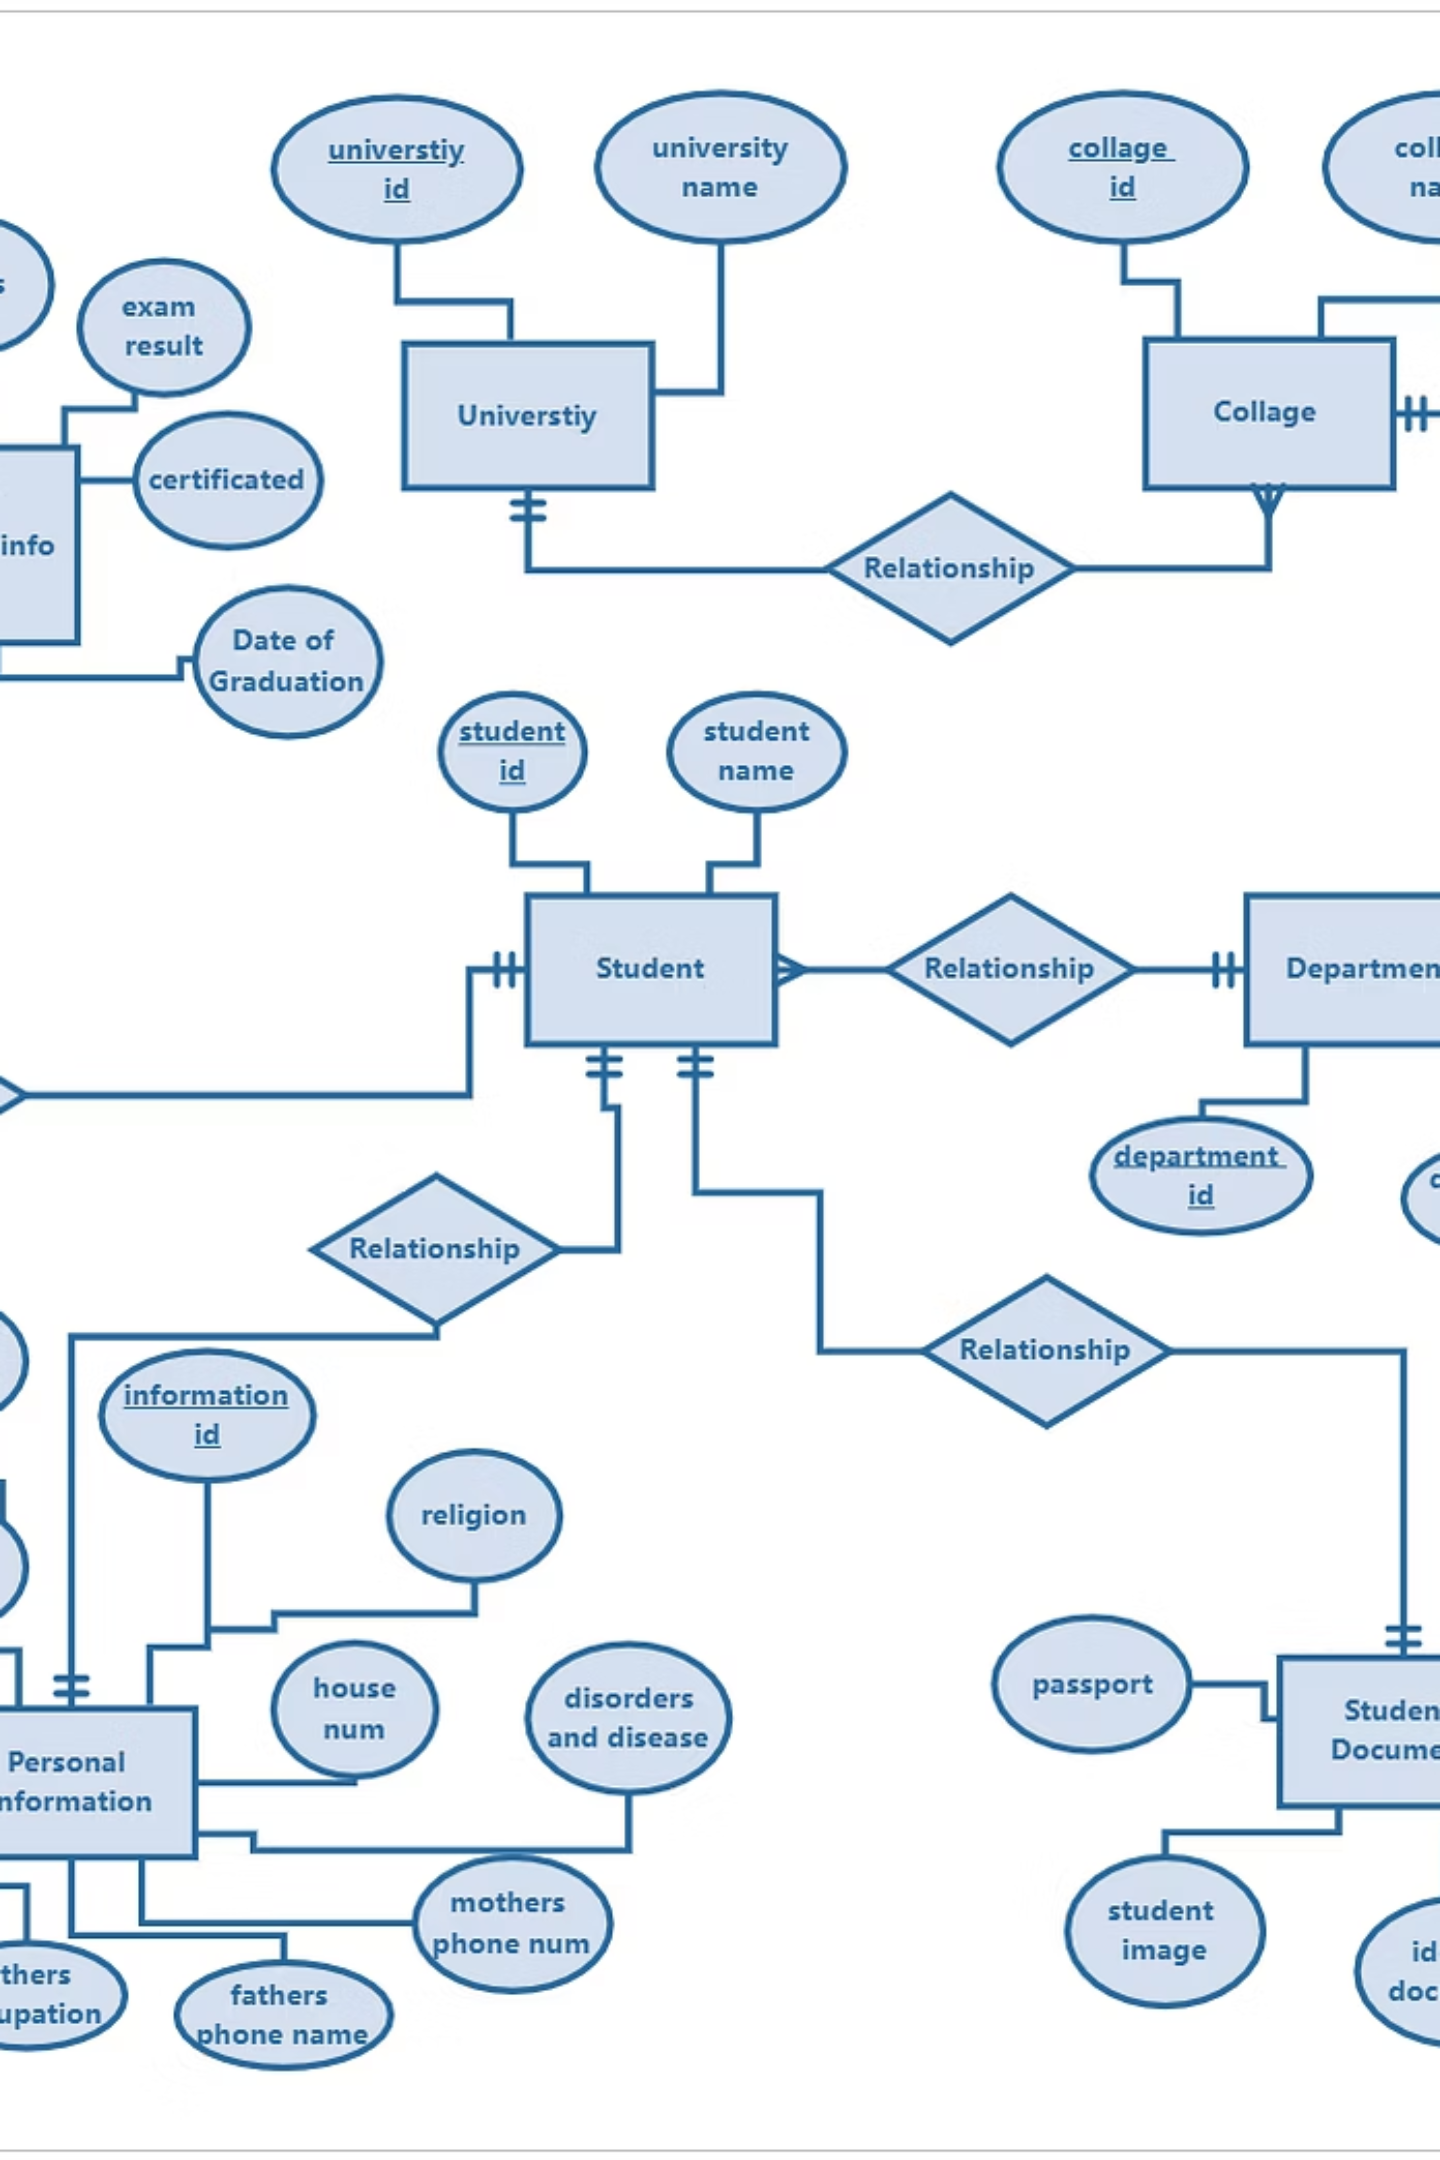 universtiy
id
university
name
collage
id
exam
result
Universtiy
Collage
certificated
info
Relationship
Date of
Graduation
student
id
student
name
Student
Relationship
department
id
Relationship
Relationship
information
id
religion
house
num
disorders
and disease
passport
Personal
mothers
phone num
student
image
fathers
phone name